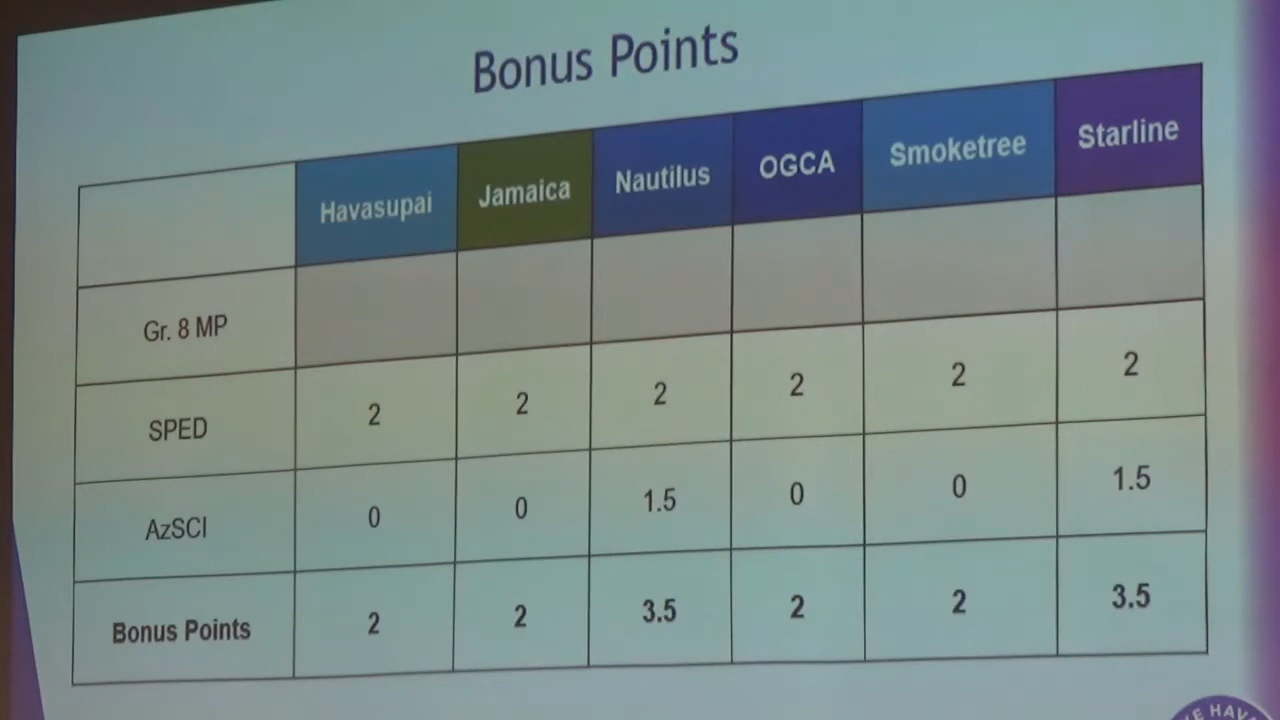 Bonus Points
Havasupai Jamaica Nautilus OGCA Smoketree Starline
Gr. 8 MP
SPED 2 2 2 2 2 2
AzSCI 0 0 1.5 0 0 1.5
Bonus Points 2 2 3.5 2 2 3.5
HAVA